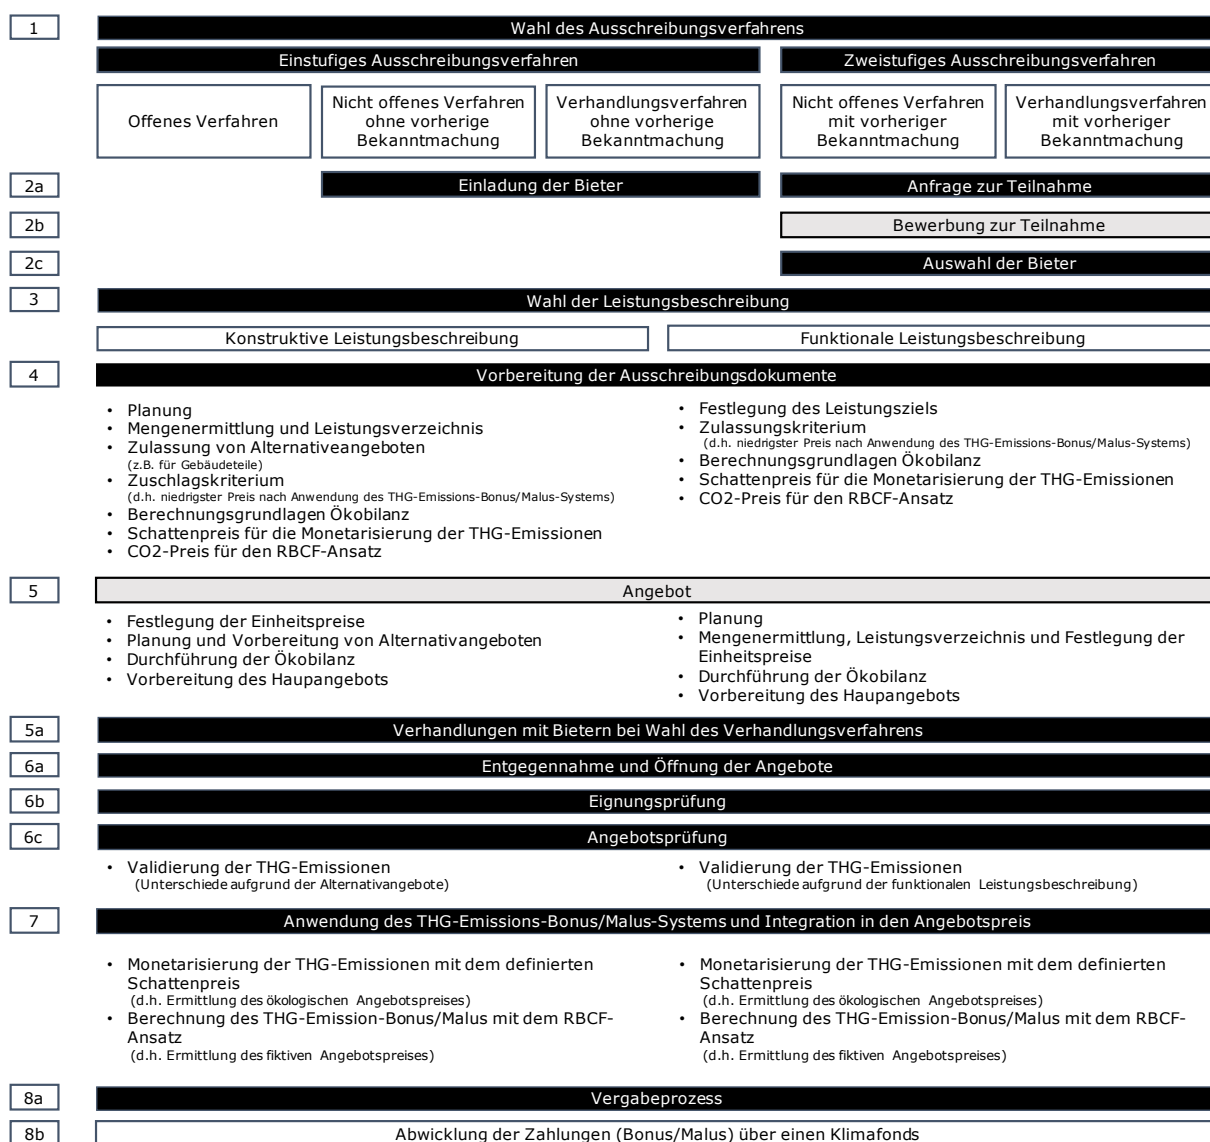 1
Wahl des Ausschreibungsverfahrens
Einstufiges Ausschreibungsverfahren
Zweistufiges Ausschreibungsverfahren
Offenes Verfahren
Nicht offenes Verfahren
ohne vorherige
Bekanntmachung
Verhandlungsverfahren
ohne vorherige
Bekanntmachung
Nicht offenes Verfahren
mit vorheriger
Bekanntmachung
Verhandlungsverfahren
mit vorheriger
Bekanntmachung
2a
Einladung der Bieter
Anfrage zur Teilnahme
2b
Bewerbung zur Teilnahme
2c
Auswahl der Bieter
3
Wahl der Leistungsbeschreibung
Konstruktive Leistungsbeschreibung
Funktionale Leistungsbeschreibung
4
Vorbereitung der Ausschreibungsdokumente
• Planung
• Mengenermittlung und Leistungsverzeichnis
• Zulassung von Alternativeangeboten
(z.B. für Gebäudeteile)
• Zuschlagskriterium
(d.h. niedrigster Preis nach Anwendung des THG-Emissions-Bonus/Malus-Systems)
• Berechnungsgrundlagen Ökobilanz
• Schattenpreis für die Monetarisierung der THG-Emissionen
• CO2-Preis für den RBCF-Ansatz
• Festlegung des Leistungsziels
• Zulassungskriterium
(d.h. niedrigster Preis nach Anwendung des THG-Emissions-Bonus/Malus-Systems)
• Berechnungsgrundlagen Ökobilanz
• Schattenpreis für die Monetarisierung der THG-Emissionen
• CO2-Preis für den RBCF-Ansatz
5
Angebot
• Festlegung der Einheitspreise
• Planung und Vorbereitung von Alternativangeboten
• Durchführung der Ökobilanz
• Vorbereitung des Haupangebots
• Planung
• Mengenermittlung, Leistungsverzeichnis und Festlegung der
Einheitspreise
• Durchführung der Ökobilanz
• Vorbereitung des Haupangebots
5a
Verhandlungen mit Bietern bei Wahl des Verhandlungsverfahrens
6a
Entgegennahme und Öffnung der Angebote
6b
Eignungsprüfung
6c
Angebotsprüfung
• Validierung der THG-Emissionen
(Unterschiede aufgrund der Alternativangebote)
• Validierung der THG-Emissionen
(Unterschiede aufgrund der funktionalen Leistungsbeschreibung)
7
Anwendung des THG-Emissions-Bonus/Malus-Systems und Integration in den Angebotspreis
• Monetarisierung der THG-Emissionen mit dem definierten
Schattenpreis
(d.h. Ermittlung des ökologischen Angebotspreises)
• Berechnung des THG-Emission-Bonus/Malus mit dem RBCF-
Ansatz
(d.h. Ermittlung des fiktiven Angebotspreises)
• Monetarisierung der THG-Emissionen mit dem definierten
Schattenpreis
(d.h. Ermittlung des ökologischen Angebotspreises)
• Berechnung des THG-Emission-Bonus/Malus mit dem RBCF-
Ansatz
(d.h. Ermittlung des fiktiven Angebotspreises)
8a
Vergabeprozess
8b
Abwicklung der Zahlungen (Bonus/Malus) über einen Klimafonds